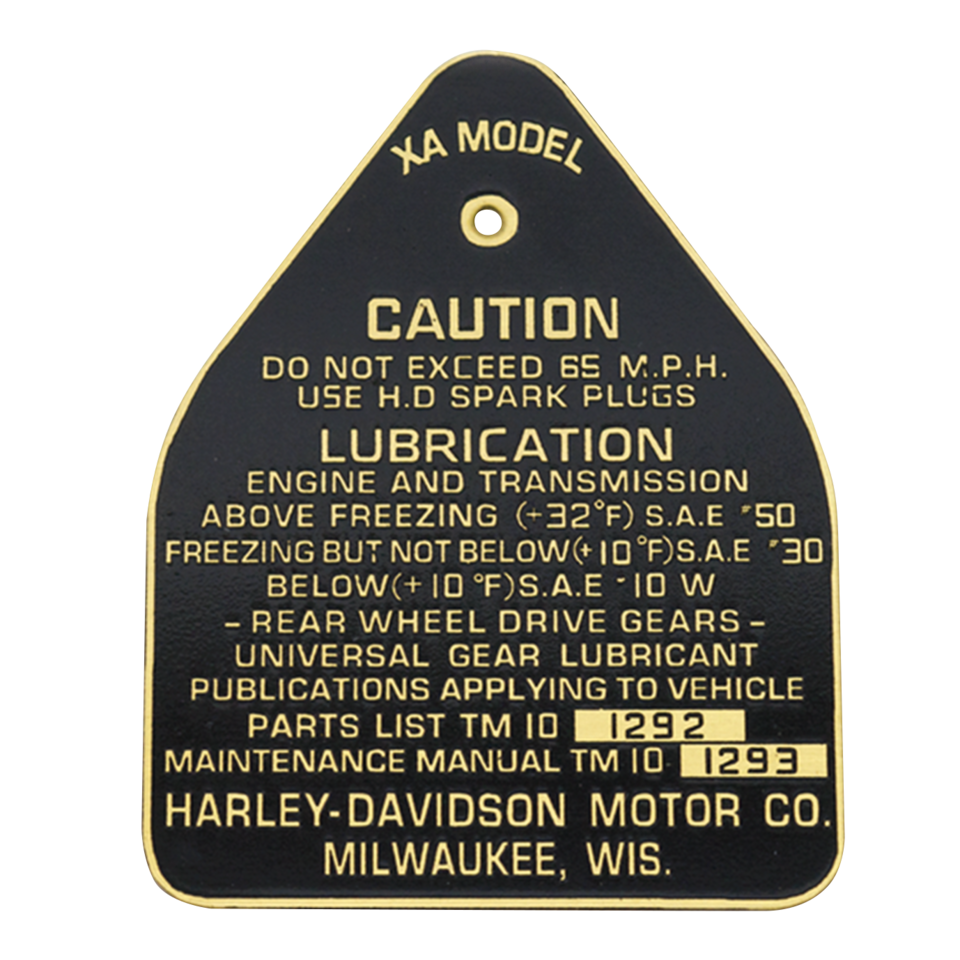 XA MODEL
CAUTION
DO NOT EXCEED 65 M.P.H.
USE H.D SPARK PLUGS
LUBRICATION
ENGINE AND TRANSMISSION
ABOVE FREEZING (+32°F) S.A.E #50
FREEZING BUT NOT BELOW (+10°F) S.A.E #30
BELOW (+10°F) S.A.E -10 W
- REAR WHEEL DRIVE GEARS -
UNIVERSAL GEAR LUBRICANT
PUBLICATIONS APPLYING TO VEHICLE
PARTS LIST TM 10 1292
MAINTENANCE MANUAL TM 10 1293
HARLEY-DAVIDSON MOTOR CO.
MILWAUKEE, WIS.